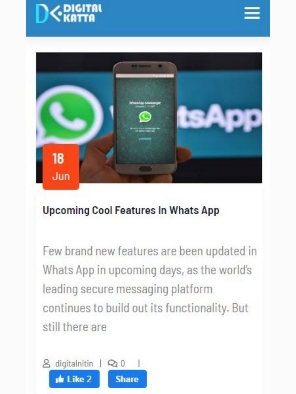 DIGITAL
KATTA
tsApp
18
Jun
Upcoming Cool Features In Whats App
Few brand new features are been updated in
Whats App in upcoming days, as the world's
leading secure messaging platform
continues to build out its functionality. But
still there are
digitalnitin | 0 |
Like 2 Share